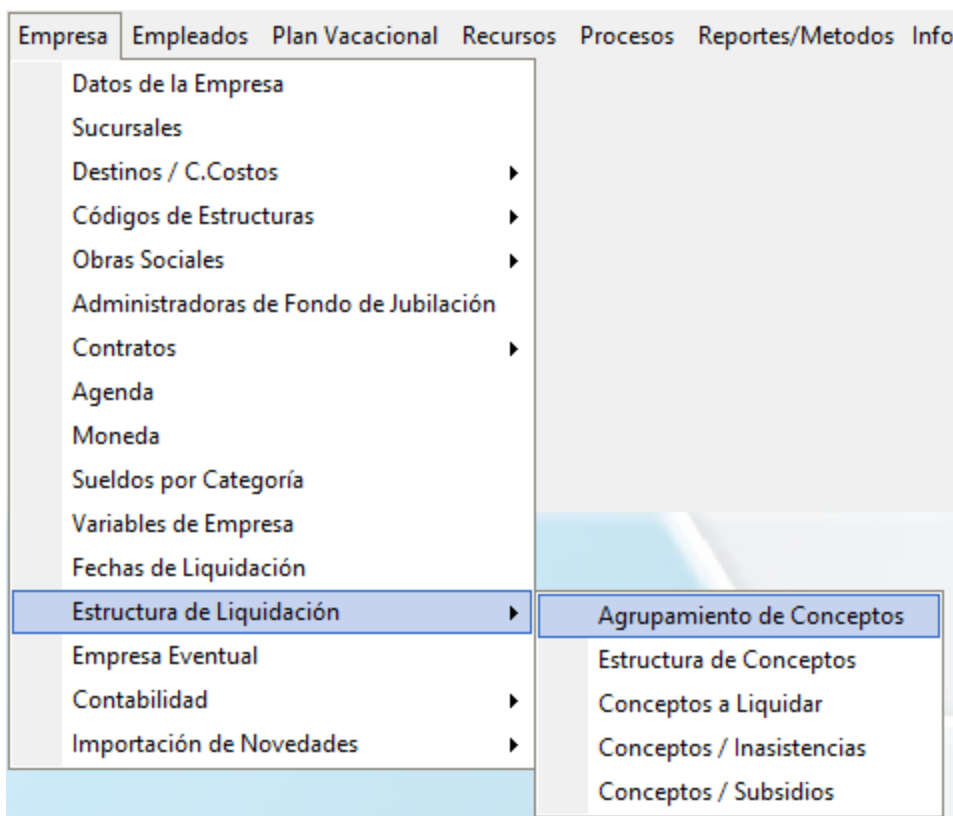 Empresa Empleados Plan Vacacional Recursos Procesos Reportes/Metodos Info
Datos de la Empresa
Sucursales
Destinos / C.Costos
Códigos de Estructuras
Obras Sociales
Administradoras de Fondo de Jubilación
Contratos
Agenda
Moneda
Sueldos por Categoría
Variables de Empresa
Fechas de Liquidación
Estructura de Liquidación
Empresa Eventual
Contabilidad
Importación de Novedades
Agrupamiento de Conceptos
Estructura de Conceptos
Conceptos a Liquidar
Conceptos / Inasistencias
Conceptos / Subsidios